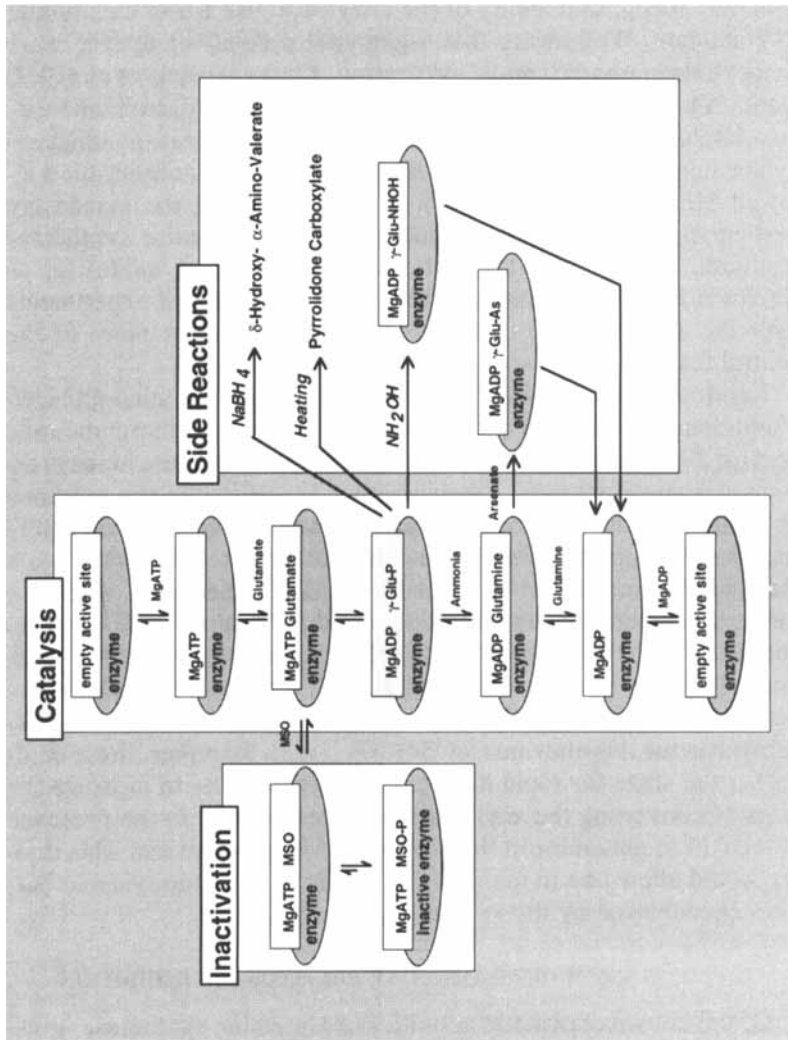 Inactivation
MgATP MSO
enzyme
MgATP MSO-P
Inactive enzyme
MSO
Catalysis
empty active site
enzyme
MgATP
MgATP
enzyme
Glutamate
MgATP Glutamate
enzyme
MgADP γ-Glu-P
enzyme
Ammonia
MgADP Glutamine
enzyme
Glutamine
MgADP
enzyme
MgADP
empty active site
enzyme
Side Reactions
NaBH4
δ-Hydroxy- α-Amino-Valerate
Heating
Pyrrolidone Carboxylate
NH2OH
MgADP γ-Glu-NHOH
enzyme
Arsenate
MgADP γ-Glu-As
enzyme